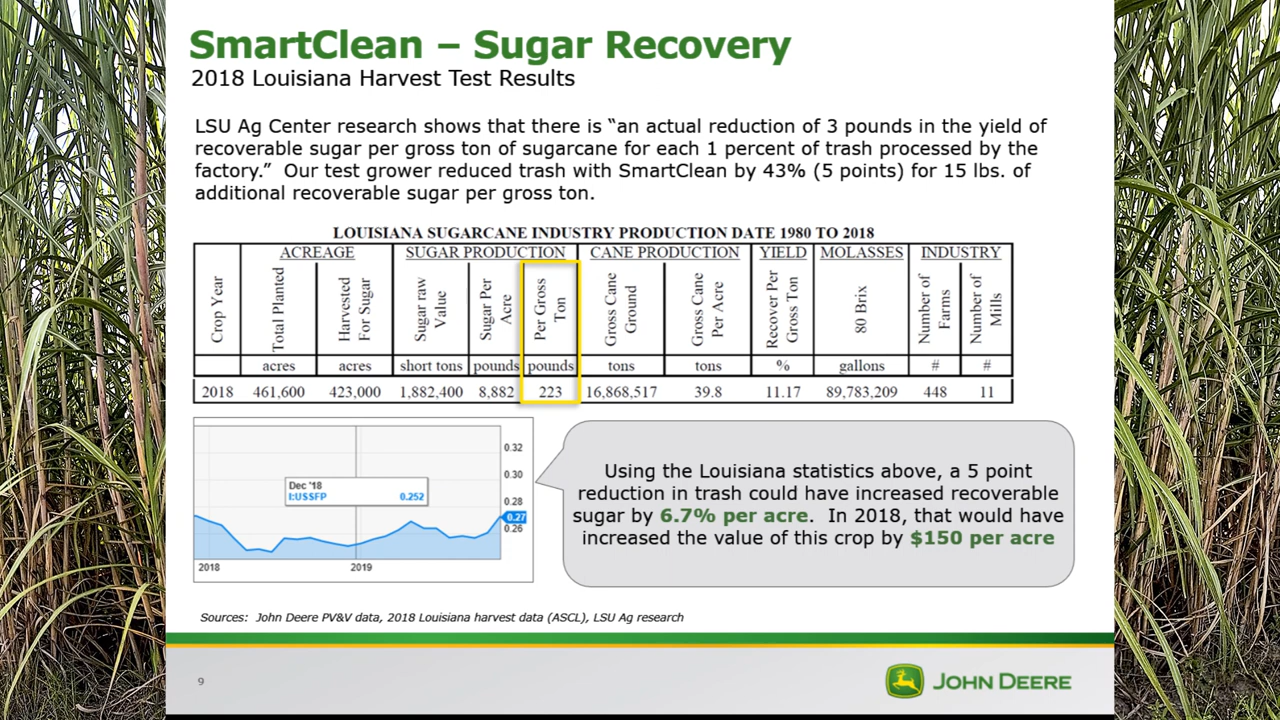 SmartClean – Sugar Recovery
2018 Louisiana Harvest Test Results
LSU Ag Center research shows that there is “an actual reduction of 3 pounds in the yield of
recoverable sugar per gross ton of sugarcane for each 1 percent of trash processed by the
factory.”  Our test grower reduced trash with SmartClean by 43% (5 points) for 15 lbs. of
additional recoverable sugar per gross ton.
LOUISIANA SUGARCANE INDUSTRY PRODUCTION DATE 1980 TO 2018
ACREAGE SUGAR PRODUCTION CANE PRODUCTION YIELD MOLASSES INDUSTRY
Crop Year
Total Planted
Harvested
For Sugar
Sugar raw
Value
Sugar Per
Acre
Per Gross
Ton
Gross Cane
Ground
Gross Cane
Per Acre
Recover Per
Gross Ton
80 Brix
Number of
Farms
Number of
Mills
acres acres short tons pounds pounds tons tons % gallons # #
2018 461,600 423,000 1,882,400 8,882 223 16,868,517 39.8 11.17 89,783,209 448 11
0.32
0.30
0.28
0.27
0.26
Dec '18
I:US$FP 0.252
2018 2019
Using the Louisiana statistics above, a 5 point
reduction in trash could have increased recoverable
sugar by 6.7% per acre.  In 2018, that would have
increased the value of this crop by $150 per acre
Sources:  John Deere PV&V data, 2018 Louisiana harvest data (ASCL), LSU Ag research
9
JOHN DEERE